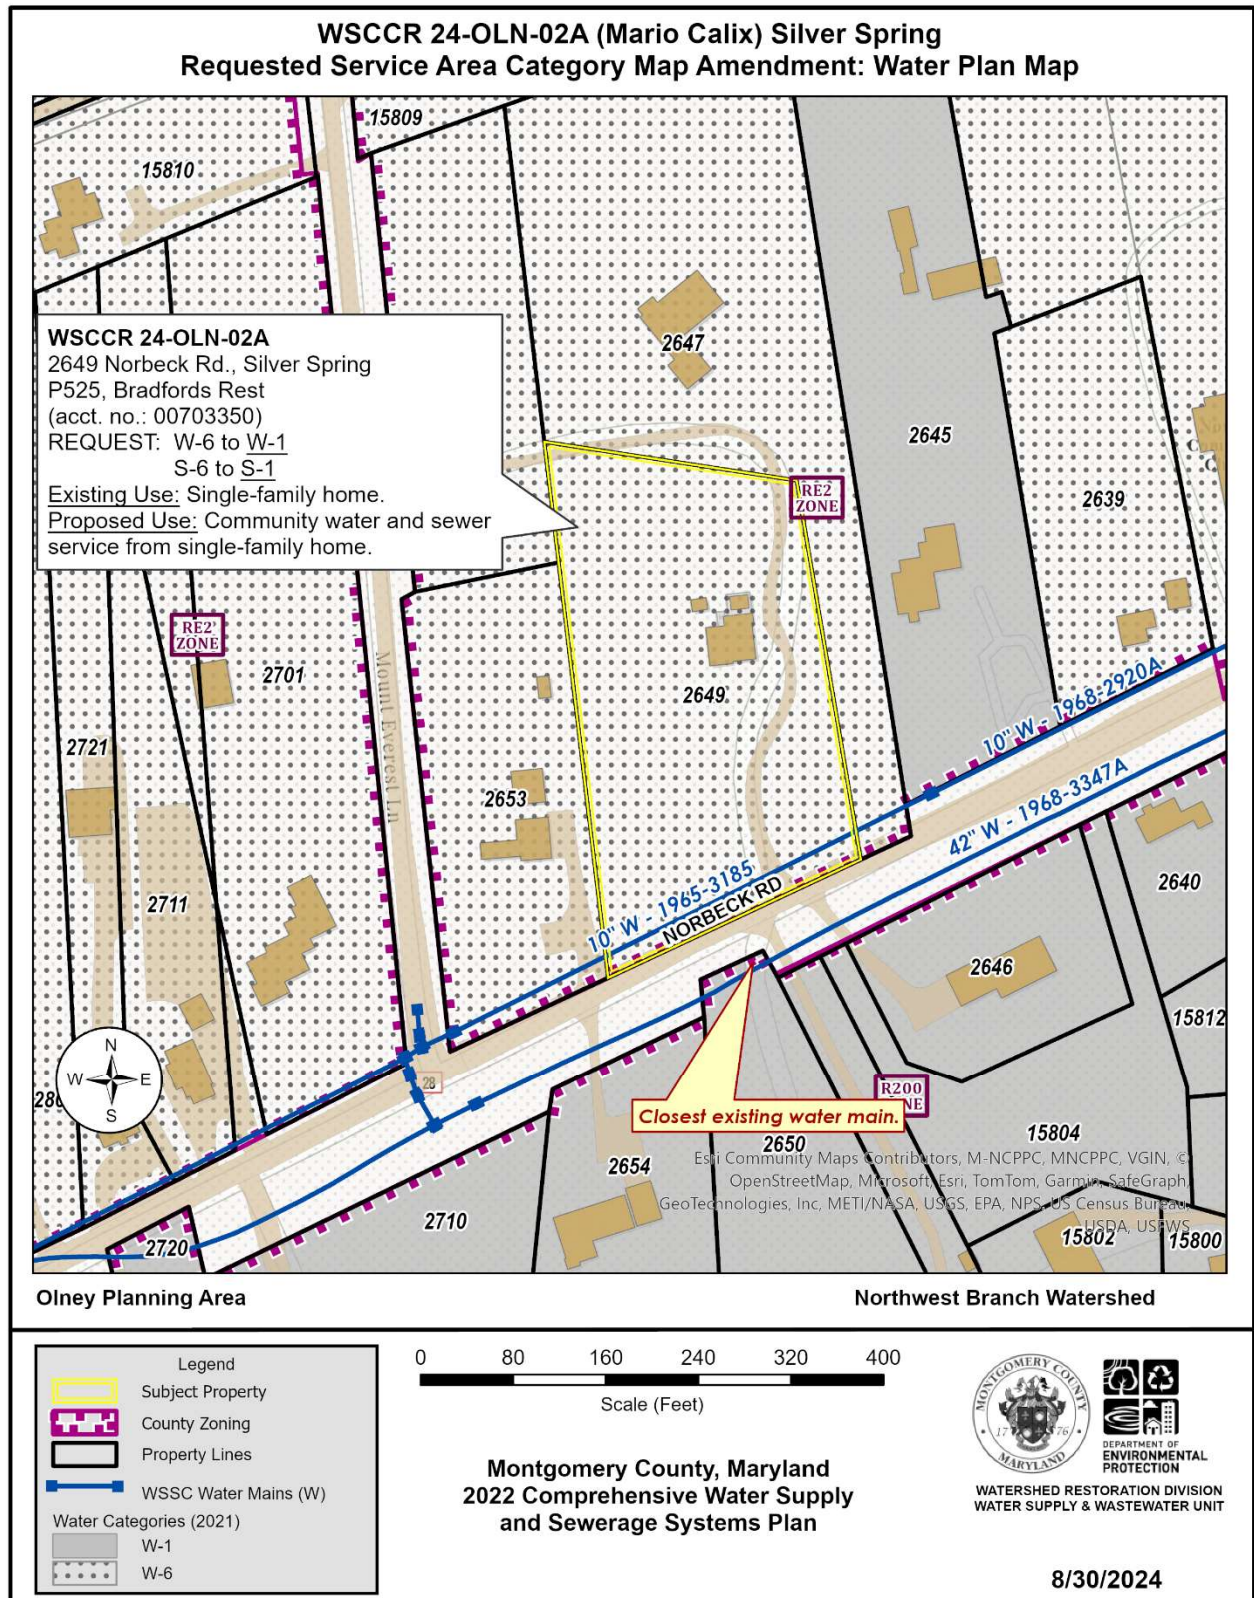 WSCCR 24-OLN-02A (Mario Calix) Silver Spring
Requested Service Area Category Map Amendment: Water Plan Map
15809
15810
WSCCR 24-OLN-02A
2649 Norbeck Rd., Silver Spring
P525, Bradfords Rest
(acct. no.: 00703350)
REQUEST: W-6 to W-1
S-6 to S-1
Existing Use: Single-family home.
Proposed Use: Community water and sewer
service from single-family home.
2647
2645
2639
RE2
ZONE
RE2
ZONE
2701
Mount Everest Ln
2649
2721
2653
2711
10" W - 1968-2920A
42" W - 1968-3347A
10" W - 1965-3185
NORBECK RD
2640
2646
15812
N
W E
S
28
R200
Closest existing water main.
2650
15804
2654
2710
2720
Esri Community Maps Contributors, M-NCPPC, MNCPPC, VGIN, ©
OpenStreetMap, Microsoft, Esri, TomTom, Garmin, SafeGraph,
GeoTechnologies, Inc, METI/NASA, USGS, EPA, NPS, US Census Bureau,
USDA, USFWS
15802
15800
Olney Planning Area
Northwest Branch Watershed
Legend
Subject Property
County Zoning
Property Lines
WSSC Water Mains (W)
Water Categories (2021)
W-1
W-6
0 80 160 240 320 400
Scale (Feet)
Montgomery County, Maryland
2022 Comprehensive Water Supply
and Sewerage Systems Plan
MONTGOMERY COUNTY
17 76
MARYLAND
DEPARTMENT OF
ENVIRONMENTAL
PROTECTION
WATERSHED RESTORATION DIVISION
WATER SUPPLY & WASTEWATER UNIT
8/30/2024